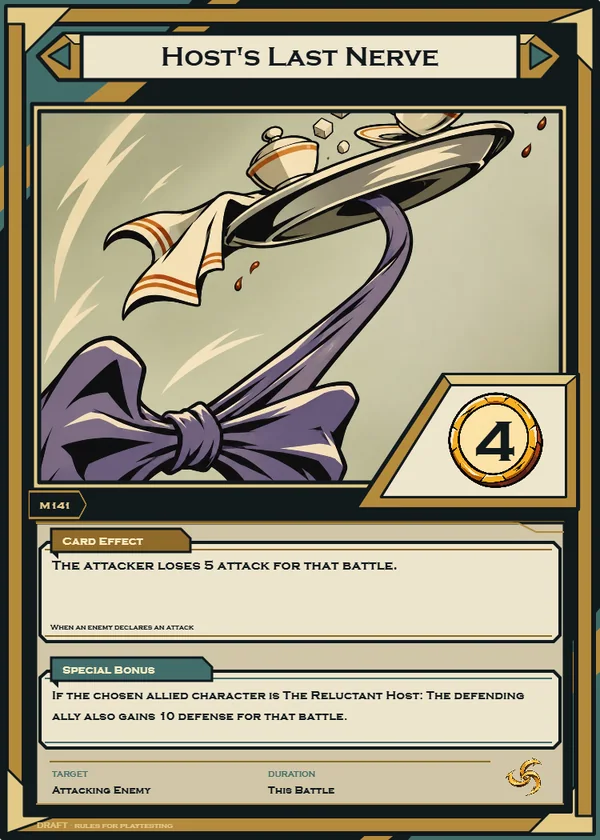 Host's Last Nerve
4
M141
Card Effect
The attacker loses 5 attack for that battle.
When an enemy declares an attack
Special Bonus
If the chosen allied character is The Reluctant Host: The defending
ally also gains 10 defense for that battle.
Target
Duration
Attacking Enemy
This Battle
DRAFT Rules for playtesting